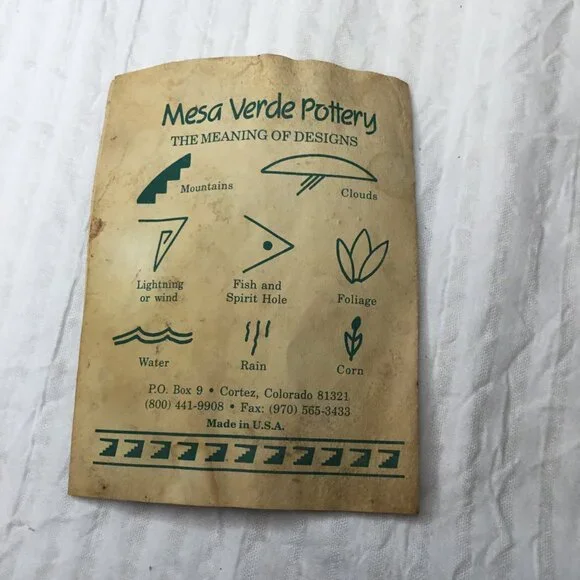 Mesa Verde Pottery
THE MEANING OF DESIGNS
Mountains
Clouds
Lightning
or wind
Fish and
Spirit Hole
Foliage
Water
Rain
Corn
P.O. Box 9 • Cortez, Colorado 81321
(800) 441-9908 • Fax: (970) 565-3433
Made in U.S.A.